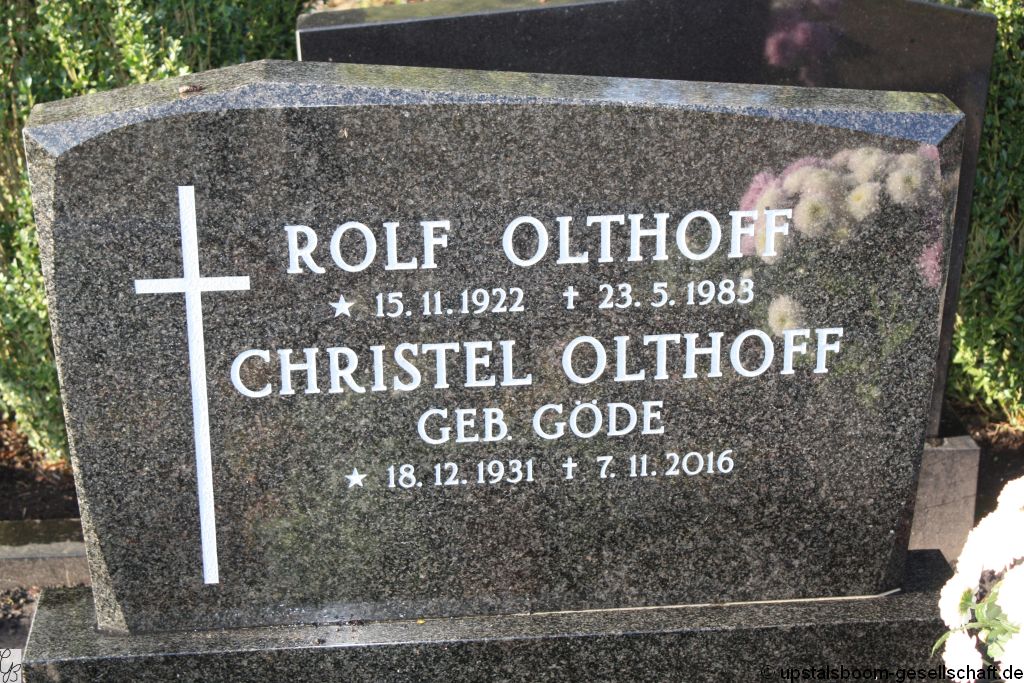 ROLF OLTHOFF
★ 15.11.1922 † 23.5.1983
CHRISTEL OLTHOFF
GEB. GÖDE
★ 18.12.1931 † 7.11.2016
© upstalsboom-gesellschaft.de